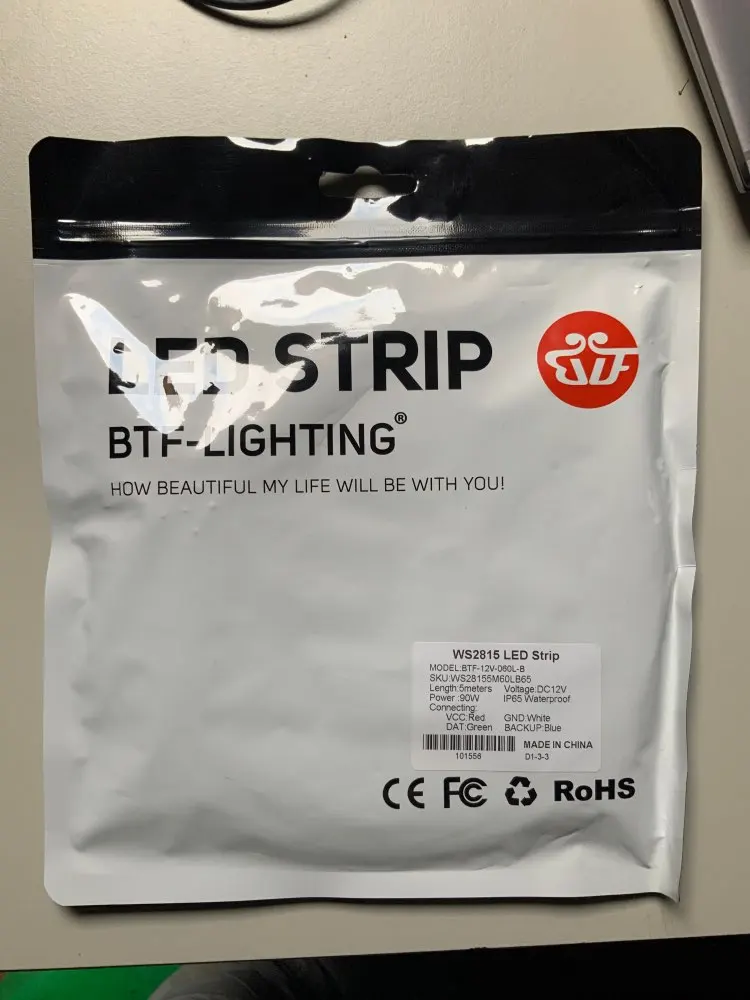 LED STRIP
BTF
BTF-LIGHTING®
HOW BEAUTIFUL MY LIFE WILL BE WITH YOU!
WS2815 LED Strip
MODEL:BTF-12V-060L-B
SKU:WS28155M60LB65
Length:5meters Voltage:DC12V
Power :90W IP65 Waterproof
Connecting:
VCC:Red GND:White
DAT:Green BACKUP:Blue
MADE IN CHINA
101556 D1-3-3
CE FC RoHS